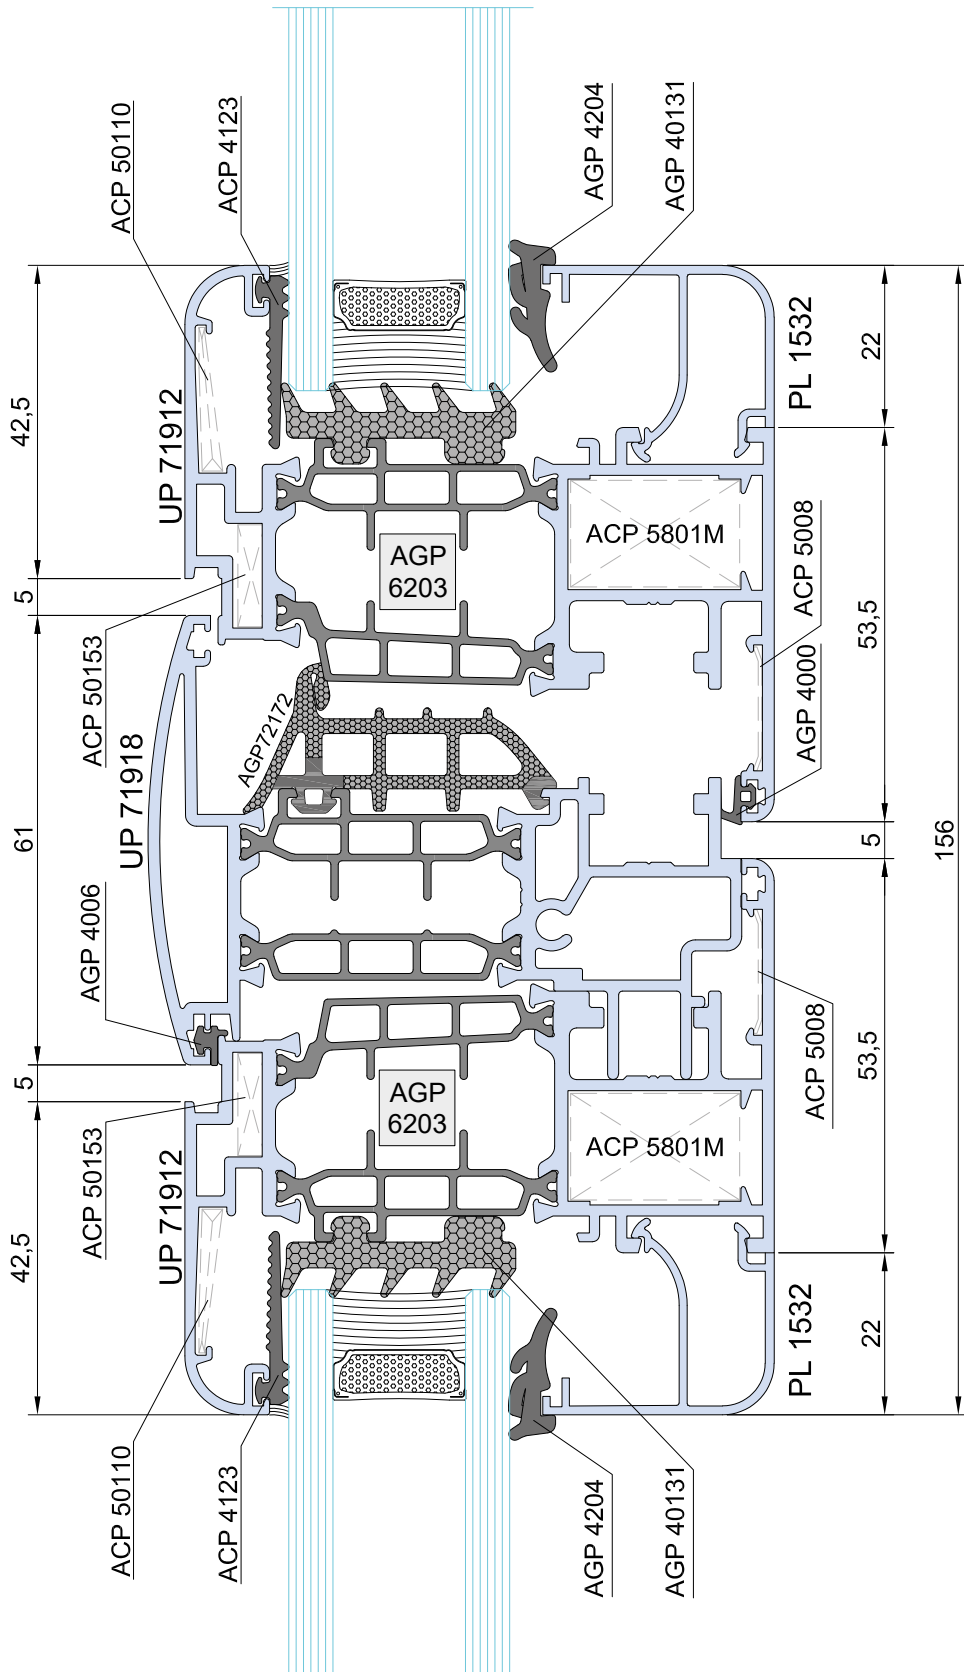 ACP 50110
ACP 4123
AGP 4204
AGP 40131
42,5
UP 71912
PL 1532
22
AGP
6203
ACP 5801M
ACP 5008
5
ACP 50153
53,5
AGP 4000
AGP72172
UP 71918
61
5
156
AGP 4006
ACP 5008
53,5
5
ACP 50153
AGP
6203
ACP 5801M
UP 71912
42,5
PL 1532
22
ACP 50110
ACP 4123
AGP 4204
AGP 40131